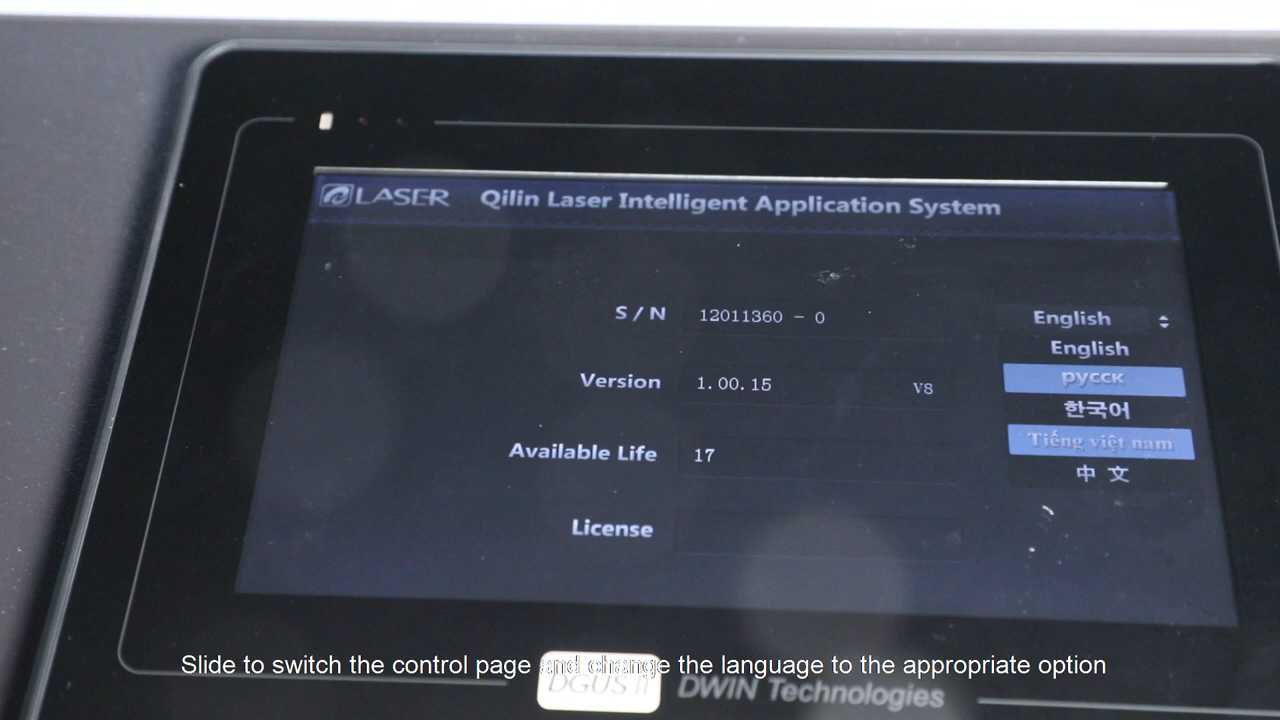 LASER Qilin Laser Intelligent Application System
S / N 12011360 - 0
English
English
Version 1.00.15 V8
русск
한국어
Available Life 17
Tiếng việt nam
中 文
License
Slide to switch the control page and change the language to the appropriate option
DGUS II DWIN Technologies